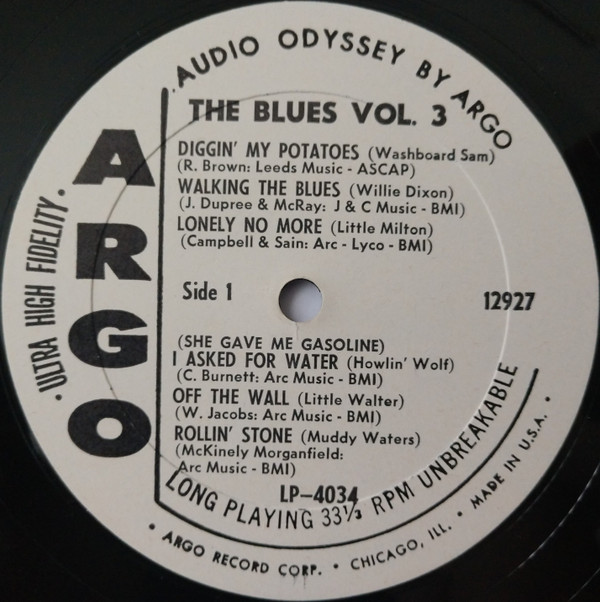 AUDIO ODYSSEY BY ARGO
THE BLUES VOL. 3
DIGGIN' MY POTATOES (Washboard Sam)
(R. Brown: Leeds Music - ASCAP)
WALKING THE BLUES (Willie Dixon)
(J. Dupree & McRay: J & C Music - BMI)
LONELY NO MORE (Little Milton)
(Campbell & Sain: Arc - Lyco - BMI)
ARGO
· ULTRA HIGH FIDELITY ·
Side 1
12927
(SHE GAVE ME GASOLINE)
I ASKED FOR WATER (Howlin' Wolf)
(C. Burnett: Arc Music - BMI)
OFF THE WALL (Little Walter)
(W. Jacobs: Arc Music - BMI)
ROLLIN' STONE (Muddy Waters)
(McKinely Morganfield:
Arc Music - BMI)
LP-4034
LONG PLAYING 33⅓ RPM UNBREAKABLE
· ARGO RECORD CORP. · CHICAGO, ILL. · MADE IN U.S.A. ·